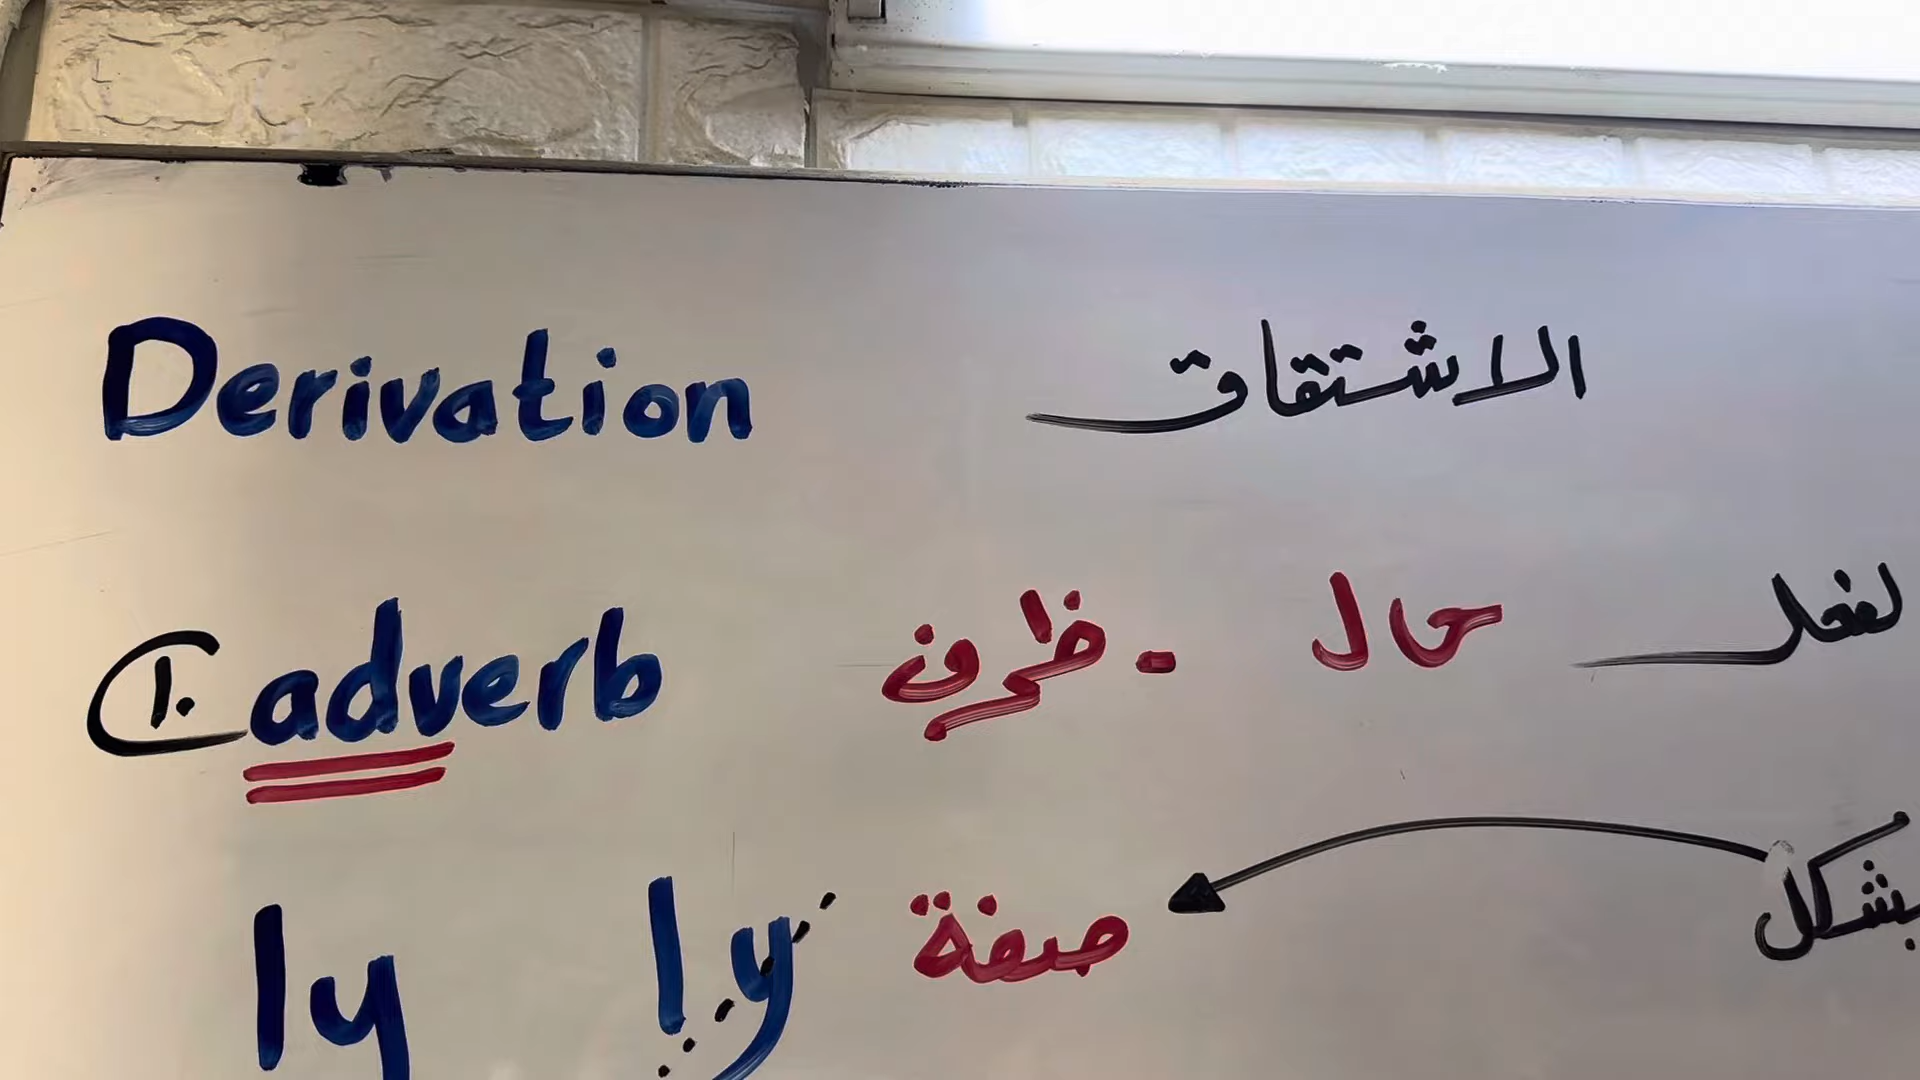 Derivation الاشتقاق
1. adverb ظرف - حال لفعل
ly ly صفة بشكل